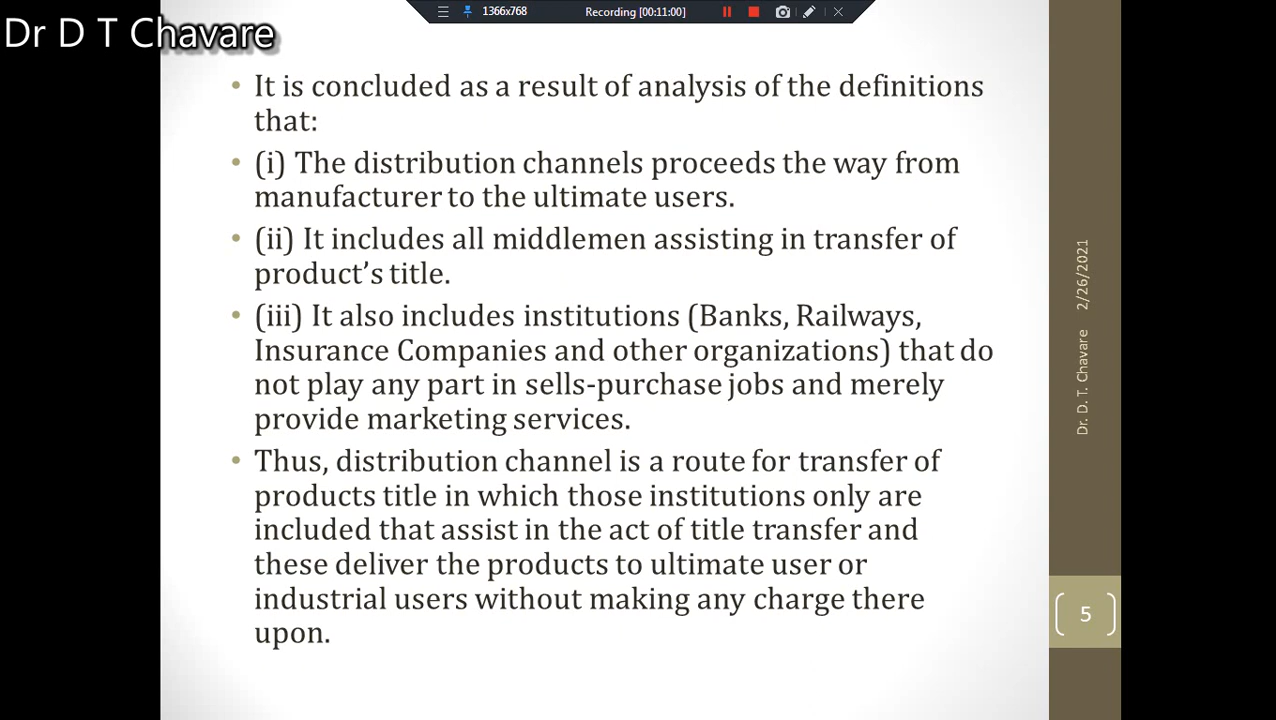 1366x768
Recording [00:11:00]
Dr D T Chavare
• It is concluded as a result of analysis of the definitions
that:
• (i) The distribution channels proceeds the way from
manufacturer to the ultimate users.
• (ii) It includes all middlemen assisting in transfer of
product’s title.
• (iii) It also includes institutions (Banks, Railways,
Insurance Companies and other organizations) that do
not play any part in sells-purchase jobs and merely
provide marketing services.
• Thus, distribution channel is a route for transfer of
products title in which those institutions only are
included that assist in the act of title transfer and
these deliver the products to ultimate user or
industrial users without making any charge there
upon.
Dr. D. T. Chavare 2/26/2021
5